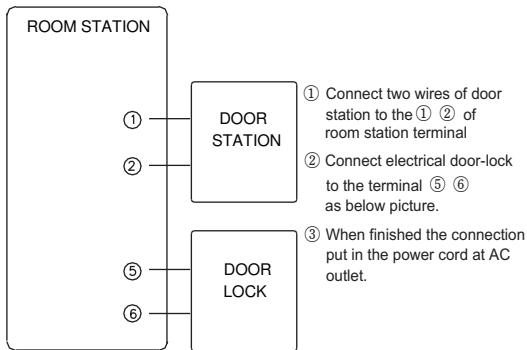 ROOM STATION
①
②
⑤
⑥
DOOR
STATION
DOOR
LOCK
① Connect two wires of door
station to the ① ② of
room station terminal
② Connect electrical door-lock
to the terminal ⑤ ⑥
as below picture.
③ When finished the connection
put in the power cord at AC
outlet.